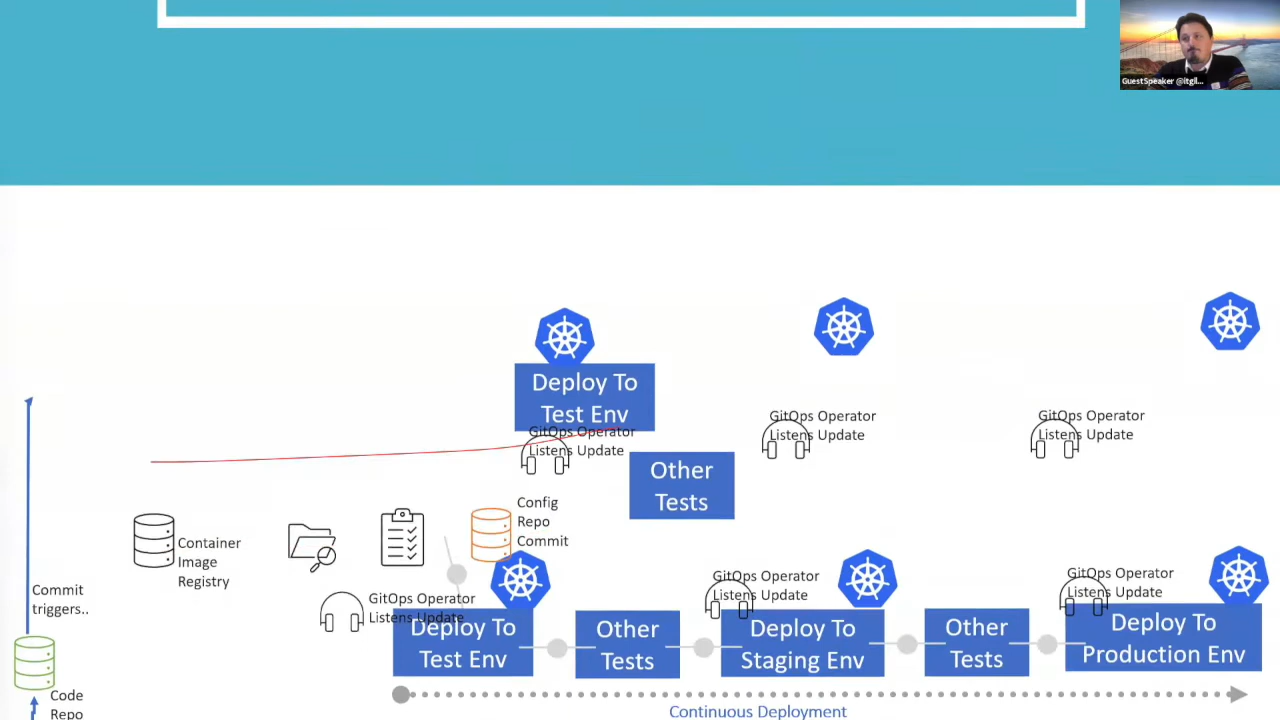 GuestSpeaker @itgil...
Deploy To
Test Env
GitOps Operator
Listens Update
GitOps Operator
Listens Update
GitOps Operator
Listens Update
Other
Tests
Config
Repo
Commit
Container
Image
Registry
Commit
triggers..
GitOps Operator
Listens Update
GitOps Operator
Listens Update
GitOps Operator
Listens Update
Deploy To
Test Env
Other
Tests
Deploy To
Staging Env
Other
Tests
Deploy To
Production Env
Code
Repo
Continuous Deployment